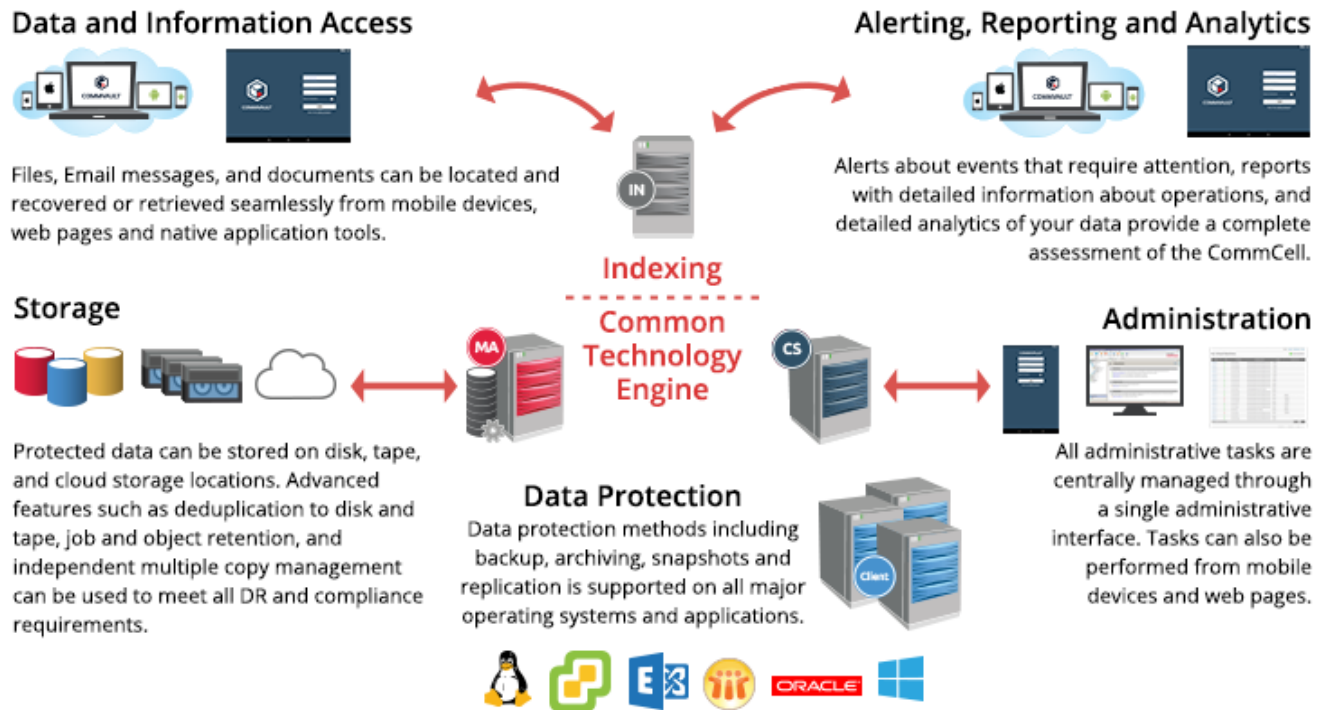 Data and Information Access
COMMVAULT
COMMVAULT
Files, Email messages, and documents can be located and
recovered or retrieved seamlessly from mobile devices,
web pages and native application tools.
Alerting, Reporting and Analytics
COMMVAULT
COMMVAULT
Alerts about events that require attention, reports
with detailed information about operations, and
detailed analytics of your data provide a complete
assessment of the CommCell.
IN
Indexing
Common
Technology
Engine
Storage
MA
Protected data can be stored on disk, tape,
and cloud storage locations. Advanced
features such as deduplication to disk and
tape, job and object retention, and
independent multiple copy management
can be used to meet all DR and compliance
requirements.
CS
Administration
COMMVAULT
All administrative tasks are
centrally managed through
a single administrative
interface. Tasks can also be
performed from mobile
devices and web pages.
Data Protection
Data protection methods including
backup, archiving, snapshots and
replication is supported on all major
operating systems and applications.
Client
E
ORACLE